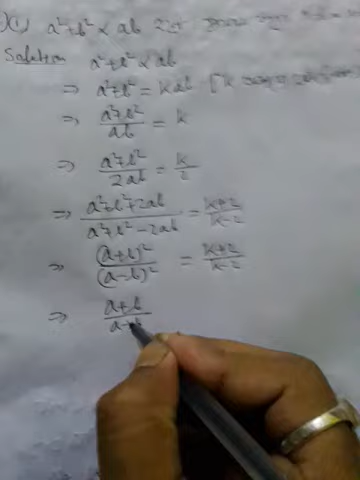 a²+b² ∝ ab
Solution a²+b² ∝ ab
⇒ a²+b² = kab [k
⇒ (a²+b²)/(ab) = k
⇒ (a²+b²)/(2ab) = k/2
⇒ (a²+b²+2ab)/(a²+b²-2ab) = (k+2)/(k-2)
⇒ (a+b)²/(a-b)² = (k+2)/(k-2)
⇒ (a+b)/(a-b)